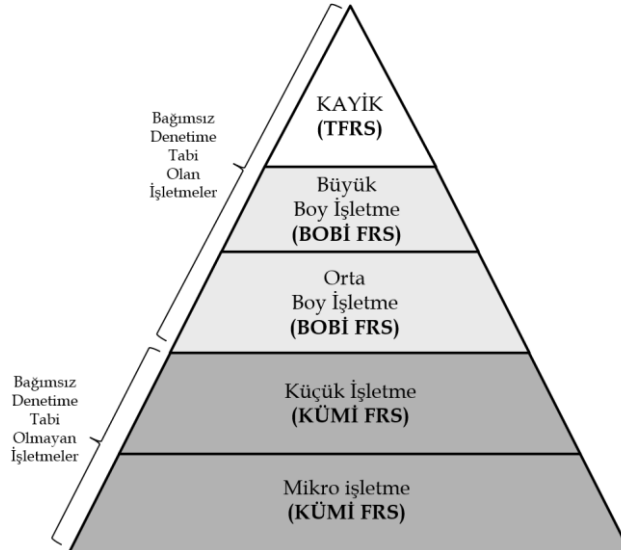 KAYİK
(TFRS)
Bağımsız
Denetime
Tabi
Olan
İşletmeler
Büyük
Boy İşletme
(BOBİ FRS)
Orta
Boy İşletme
(BOBİ FRS)
Bağımsız
Denetime
Tabi
Olmayan
İşletmeler
Küçük İşletme
(KÜMİ FRS)
Mikro işletme
(KÜMİ FRS)